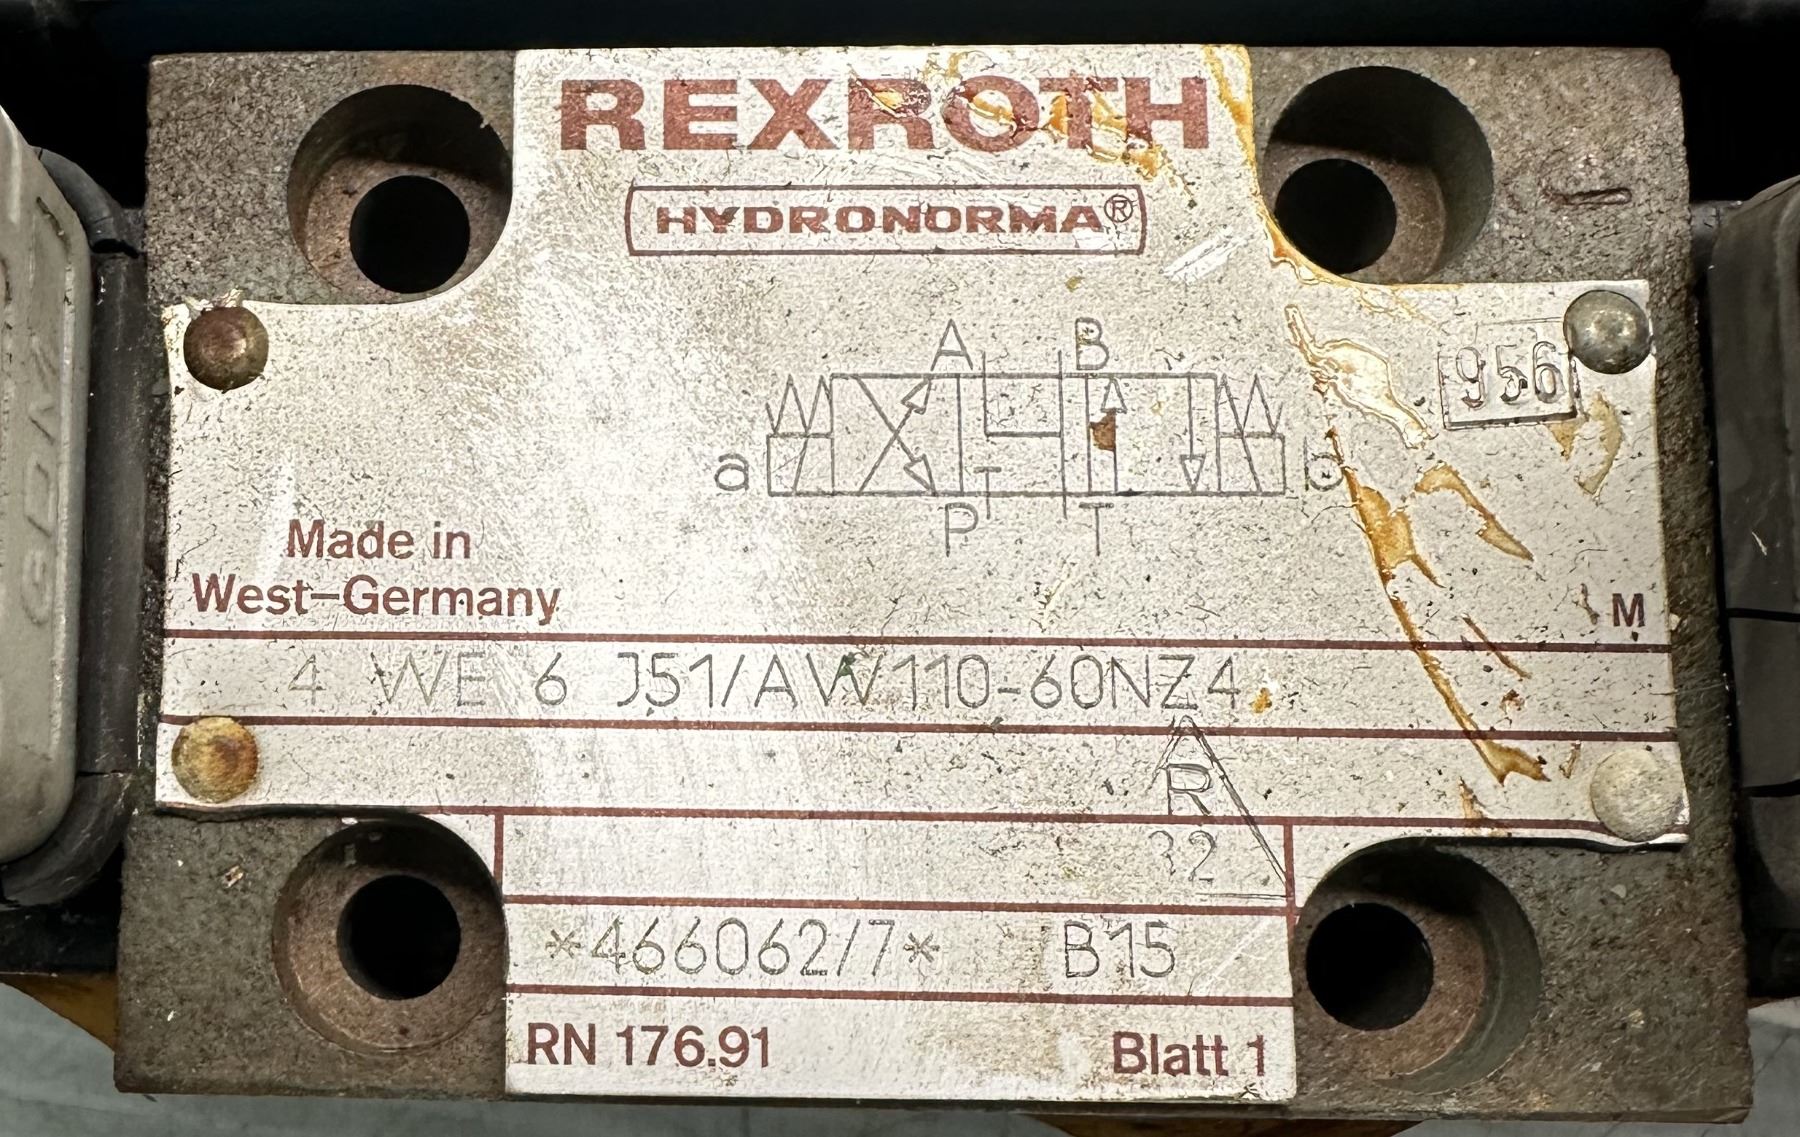 REXROTH
HYDRONORMA®
A B
956
a b
P T
Made in
West-Germany
M
4 WE 6 J51/AW110-60NZ4
R
32
*466062/7* B15
RN 176.91 Blatt 1